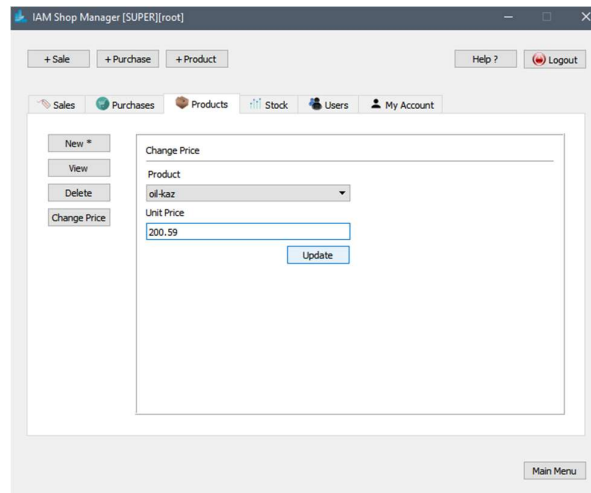 IAM Shop Manager [SUPER][root]
+ Sale + Purchase + Product Help ? Logout
Sales Purchases Products Stock Users My Account
New *
View
Delete
Change Price
Change Price
Product
oil-kaz
Unit Price
200.59
Update
Main Menu